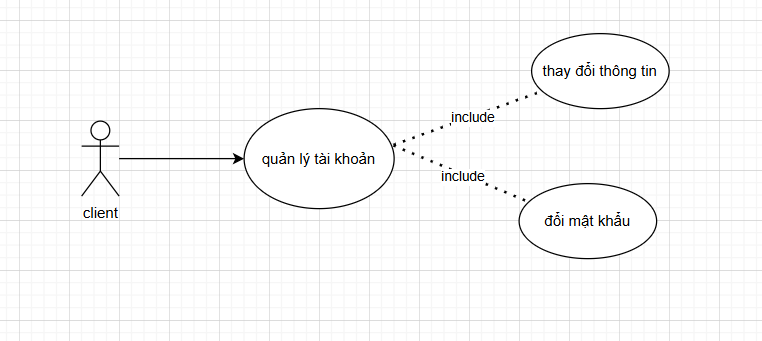 thay đổi thông tin
include
quản lý tài khoản
include
client
đổi mật khẩu